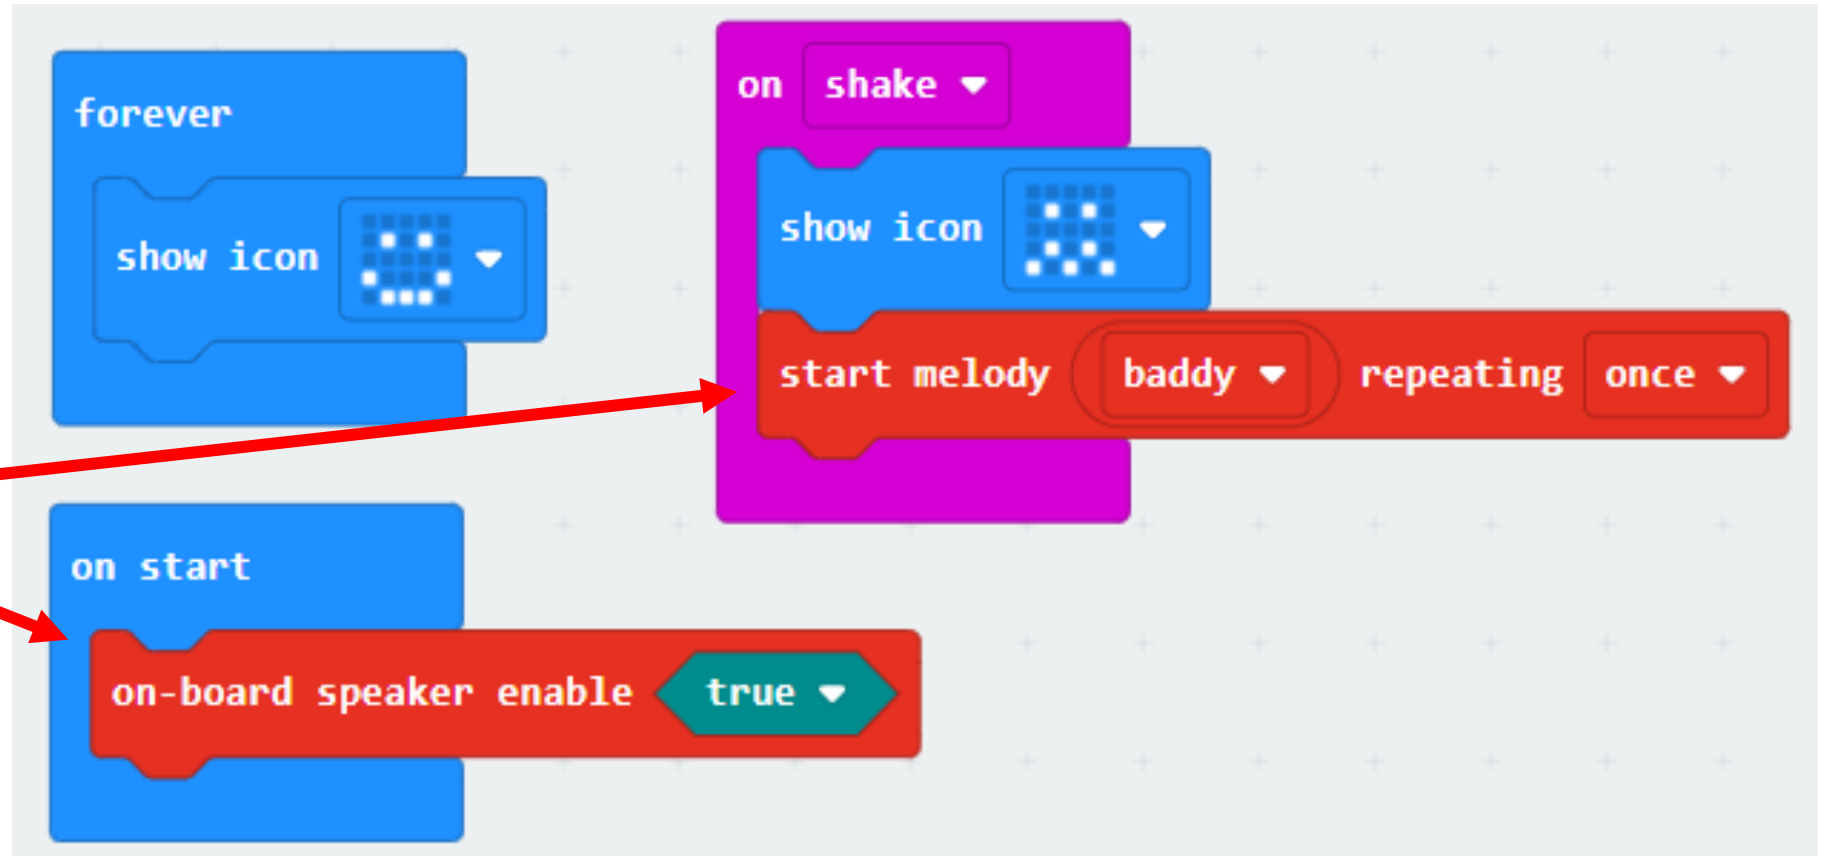 forever
show icon
on shake
show icon
start melody baddy repeating once
on start
on-board speaker enable true